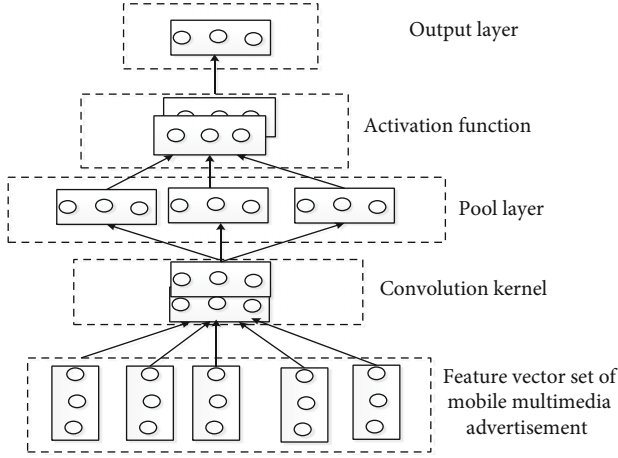 Output layer
Activation function
Pool layer
Convolution kernel
Feature vector set of
mobile multimedia
advertisement